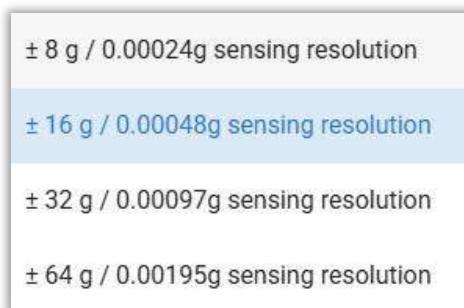 ± 8 g / 0.00024g sensing resolution
± 16 g / 0.00048g sensing resolution
± 32 g / 0.00097g sensing resolution
± 64 g / 0.00195g sensing resolution